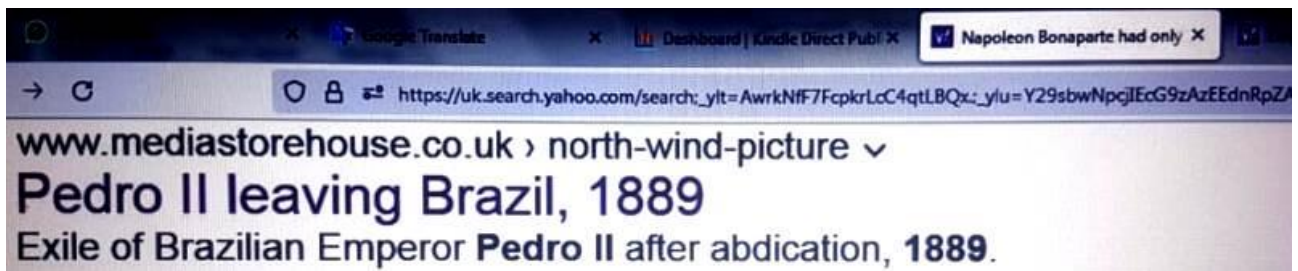 Google Translate Dashboard | Kindle Direct Publ Napoleon Bonaparte had only
https://uk.search.yahoo.com/search;_ylt=AwrkNfF7FcpkrLcC4qtLBQx.;_ylu=Y29sbwNpcjIEcG9zAzEEdnRpZA
www.mediastorehouse.co.uk › north-wind-picture
Pedro II leaving Brazil, 1889
Exile of Brazilian Emperor Pedro II after abdication, 1889.